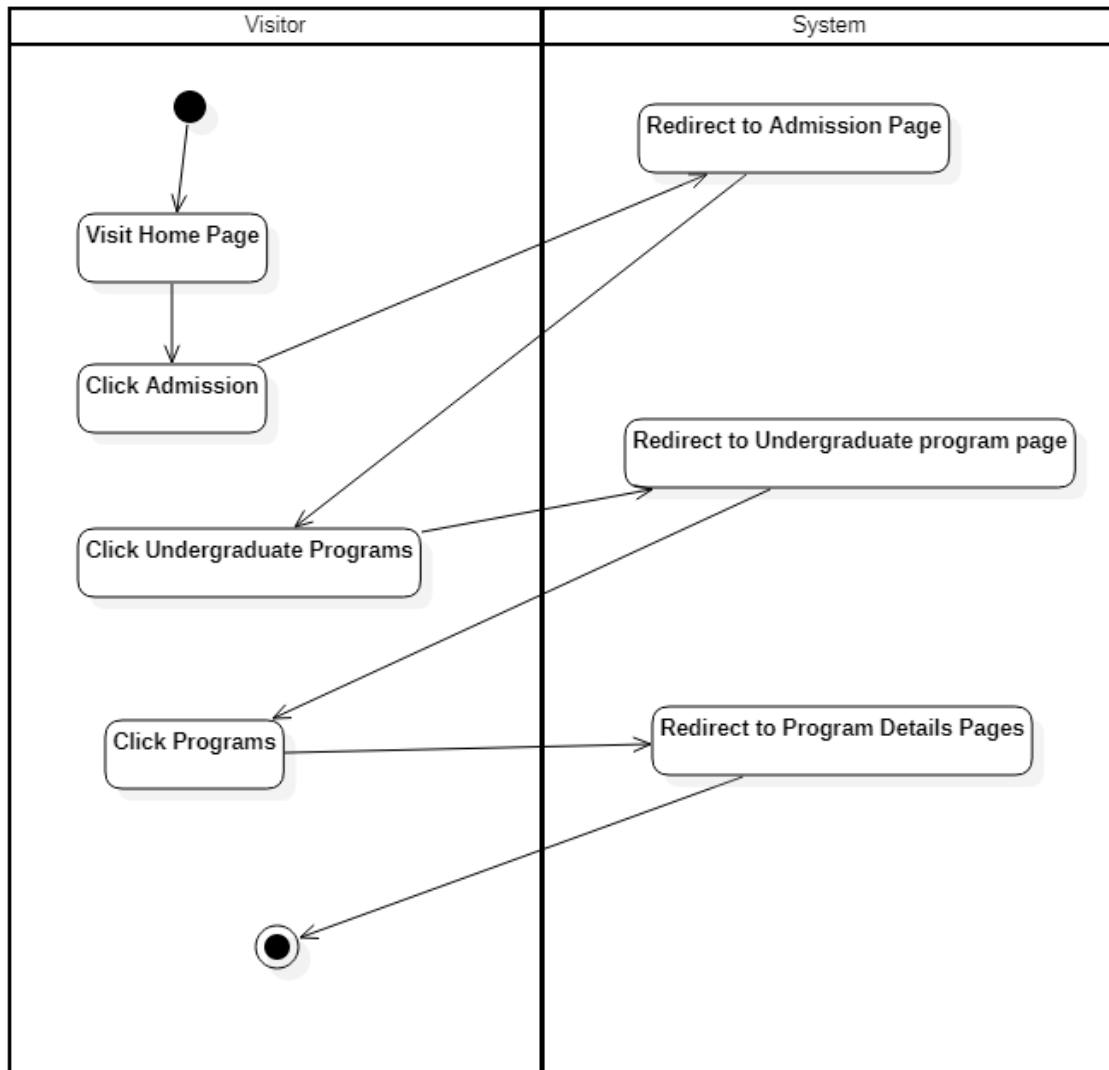 Visitor
System
Redirect to Admission Page
Visit Home Page
Click Admission
Redirect to Undergraduate program page
Click Undergraduate Programs
Click Programs
Redirect to Program Details Pages